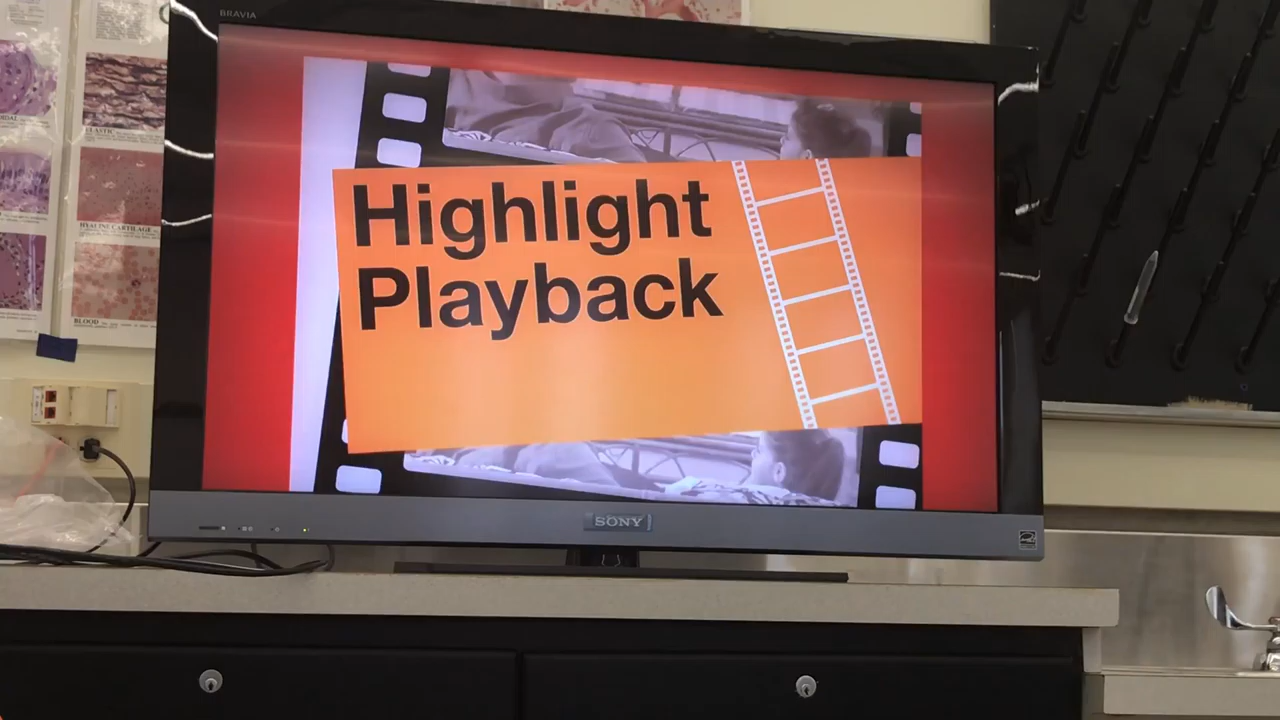 BRAVIA
Highlight
Playback
SONY
ELASTIC
HYALINE CARTILAGE
BLOOD